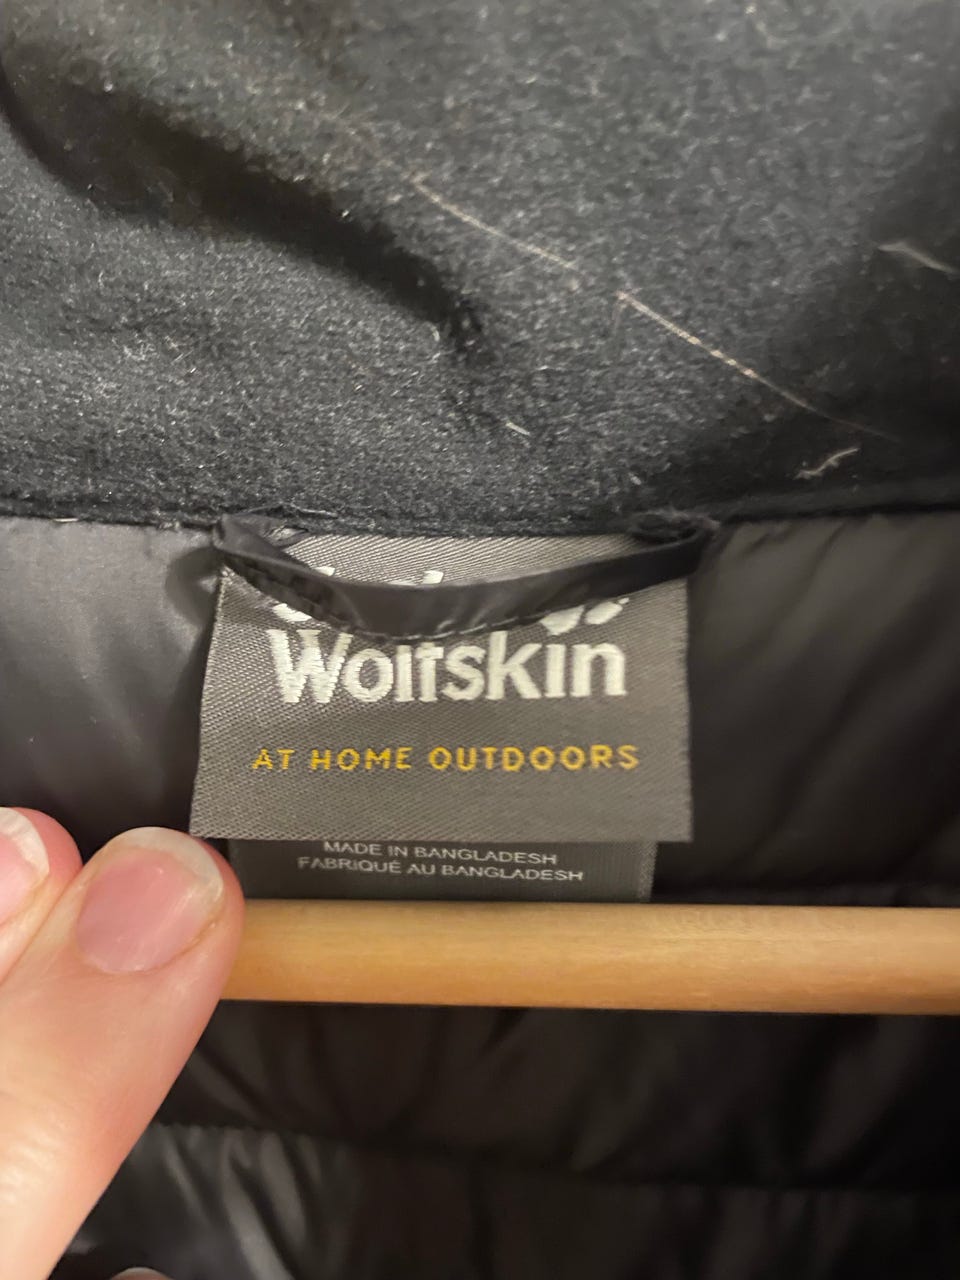 Wolfskin
AT HOME OUTDOORS
MADE IN BANGLADESH
FABRIQUÉ AU BANGLADESH